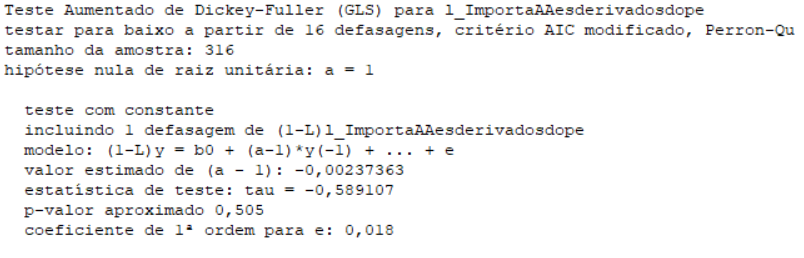 Teste Aumentado de Dickey-Fuller (GLS) para l_ImportaAAesderivadosdope
testar para baixo a partir de 16 defasagens, critério AIC modificado, Perron-Qu
tamanho da amostra: 316
hipótese nula de raiz unitária: a = 1
teste com constante
incluindo 1 defasagem de (1-L)l_ImportaAAesderivadosdope
modelo: (1-L)y = b0 + (a-1)*y(-1) + ... + e
valor estimado de (a - 1): -0,00237363
estatística de teste: tau = -0,589107
p-valor aproximado 0,505
coeficiente de 1ª ordem para e: 0,018